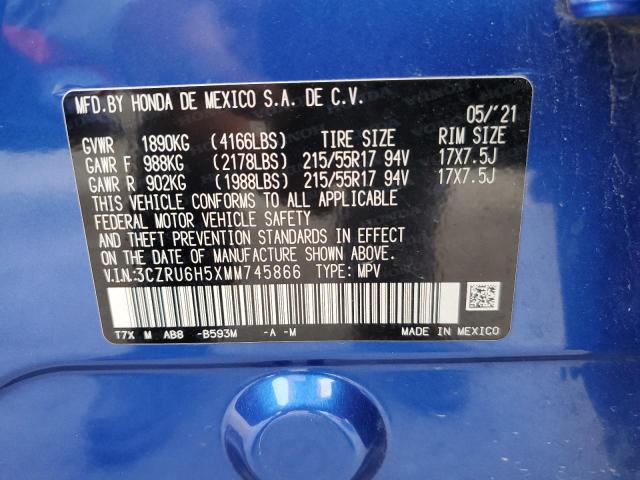 MFD.BY HONDA DE MEXICO S.A. DE C.V. 05/'21
GVWR 1890KG (4166LBS) TIRE SIZE RIM SIZE
GAWR F 988KG (2178LBS) 215/55R17 94V 17X7.5J
GAWR R 902KG (1988LBS) 215/55R17 94V 17X7.5J
THIS VEHICLE CONFORMS TO ALL APPLICABLE
FEDERAL MOTOR VEHICLE SAFETY
AND THEFT PREVENTION STANDARDS IN EFFECT
ON THE DATE OF MANUFACTURE SHOWN ABOVE.
V.I.N.:3CZRU6H5XMM745866 TYPE: MPV
T7X M AB8 -B593M -A -M MADE IN MEXICO